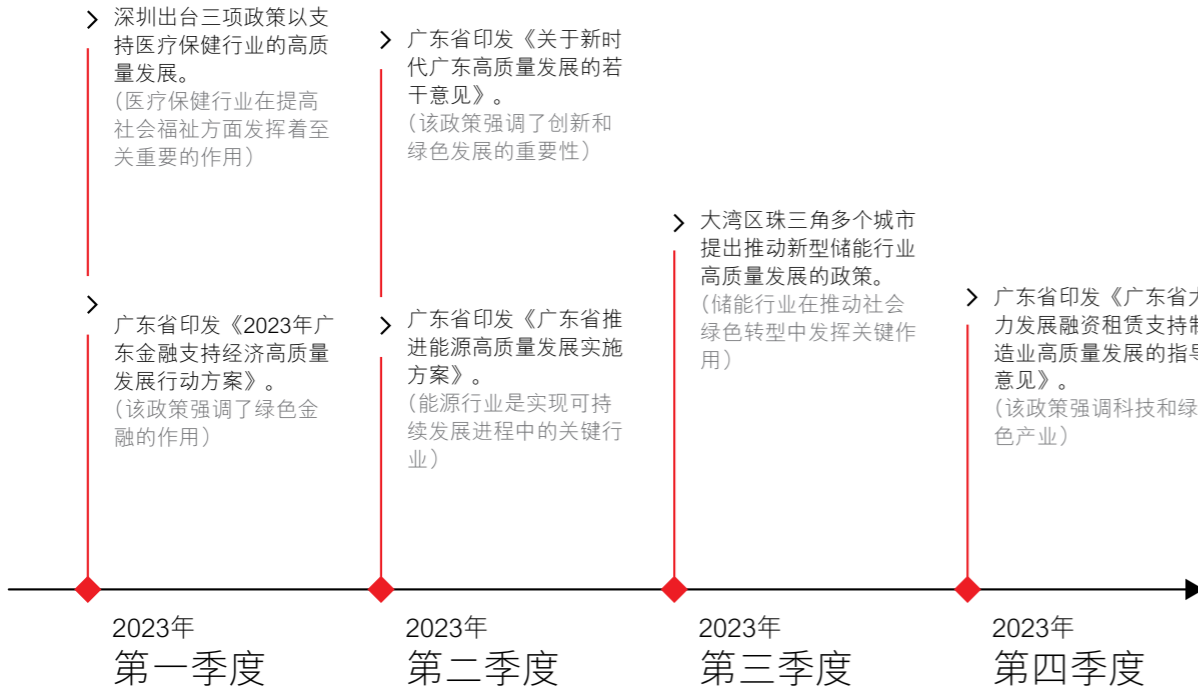 深圳出台三项政策以支
持医疗保健行业的高质
量发展。
(医疗保健行业在提高
社会福祉方面发挥着至
关重要的作用)
广东省印发《2023年广
东金融支持经济高质量
发展行动方案》。
(该政策强调了绿色金
融的作用)
2023年
第一季度
广东省印发《关于新时
代广东高质量发展的若
干意见》。
(该政策强调了创新和
绿色发展的重要性)
广东省印发《广东省推
进能源高质量发展实施
方案》。
(能源行业是实现可持
续发展进程中的关键行
业)
2023年
第二季度
大湾区珠三角多个城市
提出推动新型储能行业
高质量发展的政策。
(储能行业在推动社会
绿色转型中发挥关键作
用)
2023年
第三季度
广东省印发《广东省大
力发展融资租赁支持制
造业高质量发展的指导
意见》。
(该政策强调科技和绿
色产业)
2023年
第四季度